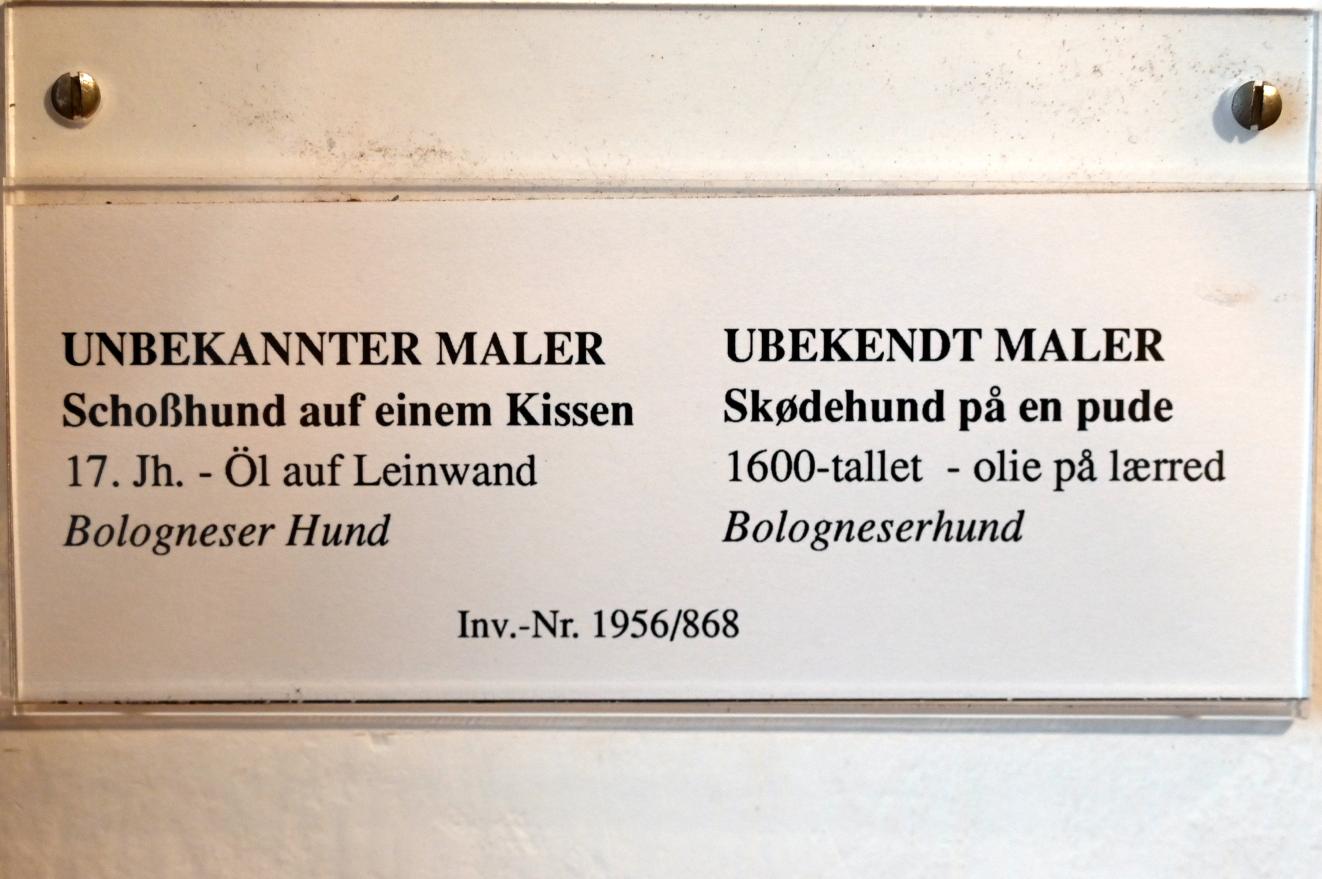 UNBEKANNTER MALER
Schoßhund auf einem Kissen
17. Jh. - Öl auf Leinwand
Bologneser Hund
UBEKENDT MALER
Skødehund på en pude
1600-tallet - olie på lærred
Bologneserhund
Inv.-Nr. 1956/868